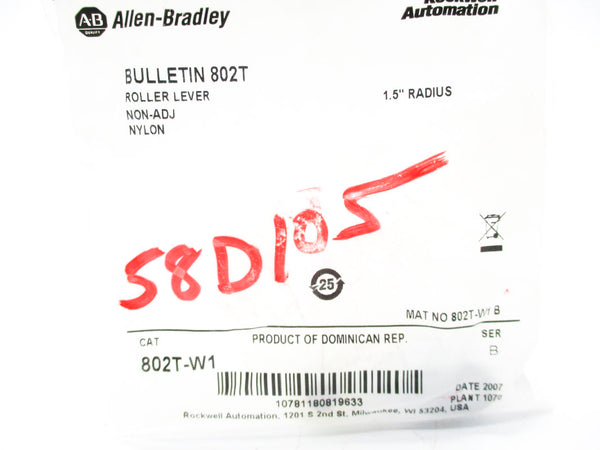 A-B QUALITY Allen-Bradley
Rockwell Automation
BULLETIN 802T
ROLLER LEVER 1.5" RADIUS
NON-ADJ
NYLON
58D105
25
MAT NO 802T-W1 B
CAT PRODUCT OF DOMINICAN REP. SER
802T-W1 B
10781180819633
DATE 2007
PLANT 1070
Rockwell Automation, 1201 S 2nd St, Milwaukee, WI 53204, USA